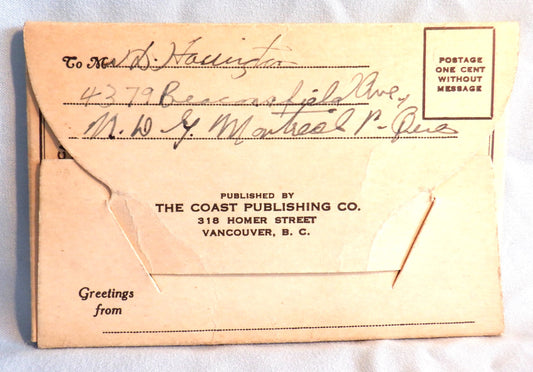 To M
4379 Beaconsfield Ave,
N. D. G. Montreal P- Que
POSTAGE
ONE CENT
WITHOUT
MESSAGE
PUBLISHED BY
THE COAST PUBLISHING CO.
318 HOMER STREET
VANCOUVER, B. C.
Greetings
from